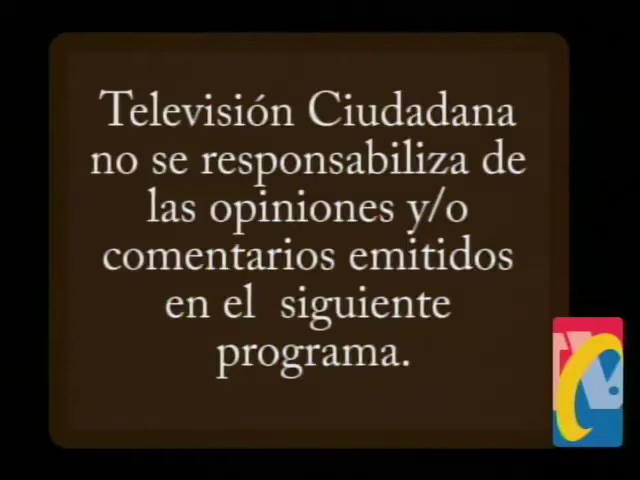 Televisión Ciudadana
no se responsabiliza de
las opiniones y/o
comentarios emitidos
en el siguiente
programa.